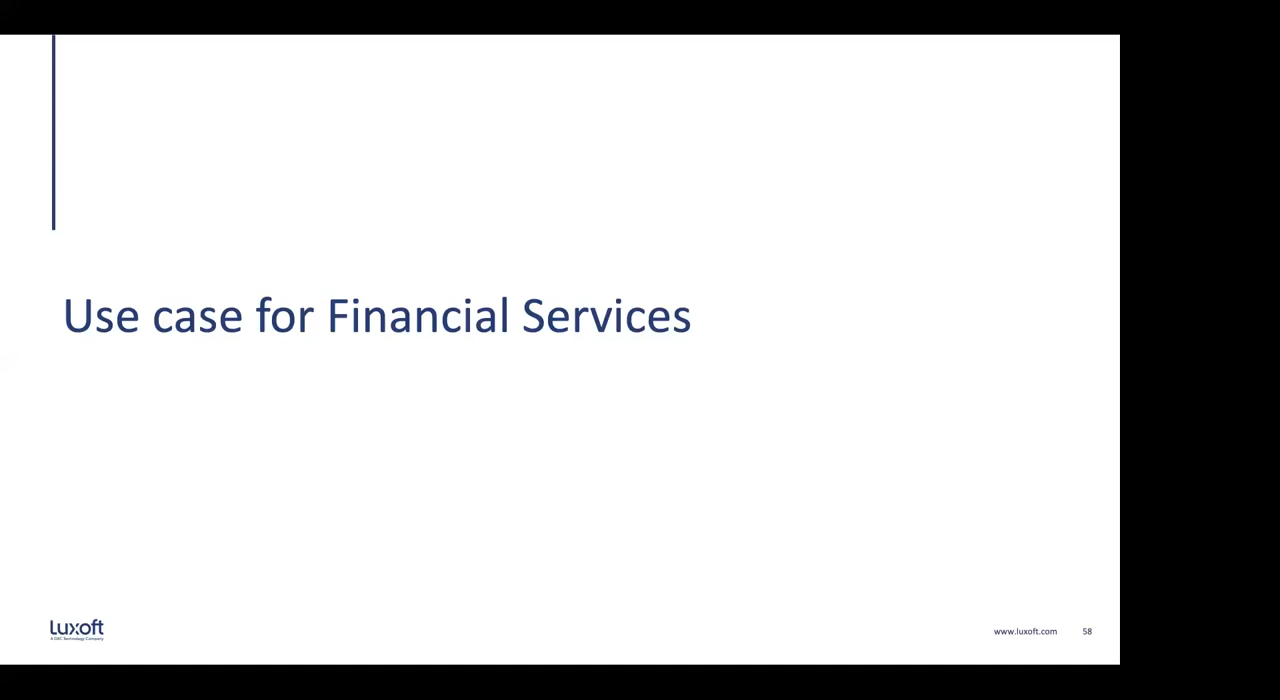 Use case for Financial Services
Luxoft
A DXC Technology Company
www.luxoft.com 58